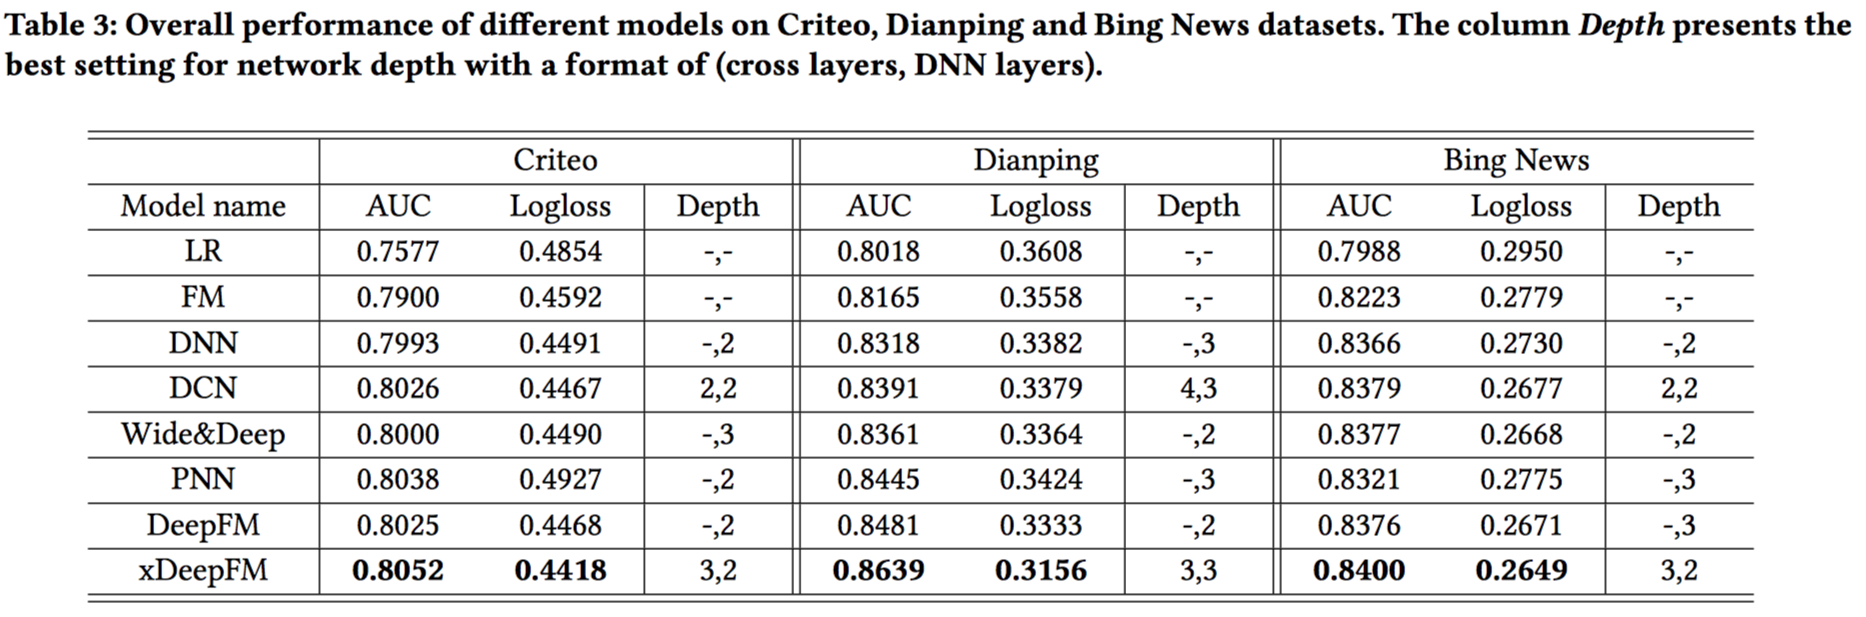 Table 3: Overall performance of different models on Criteo, Dianping and Bing News datasets. The column Depth presents the
best setting for network depth with a format of (cross layers, DNN layers).
Criteo Dianping Bing News
Model name AUC Logloss Depth AUC Logloss Depth AUC Logloss Depth
LR 0.7577 0.4854 -,- 0.8018 0.3608 -,- 0.7988 0.2950 -,-
FM 0.7900 0.4592 -,- 0.8165 0.3558 -,- 0.8223 0.2779 -,-
DNN 0.7993 0.4491 -,2 0.8318 0.3382 -,3 0.8366 0.2730 -,2
DCN 0.8026 0.4467 2,2 0.8391 0.3379 4,3 0.8379 0.2677 2,2
Wide&Deep 0.8000 0.4490 -,3 0.8361 0.3364 -,2 0.8377 0.2668 -,2
PNN 0.8038 0.4927 -,2 0.8445 0.3424 -,3 0.8321 0.2775 -,3
DeepFM 0.8025 0.4468 -,2 0.8481 0.3333 -,2 0.8376 0.2671 -,3
xDeepFM 0.8052 0.4418 3,2 0.8639 0.3156 3,3 0.8400 0.2649 3,2